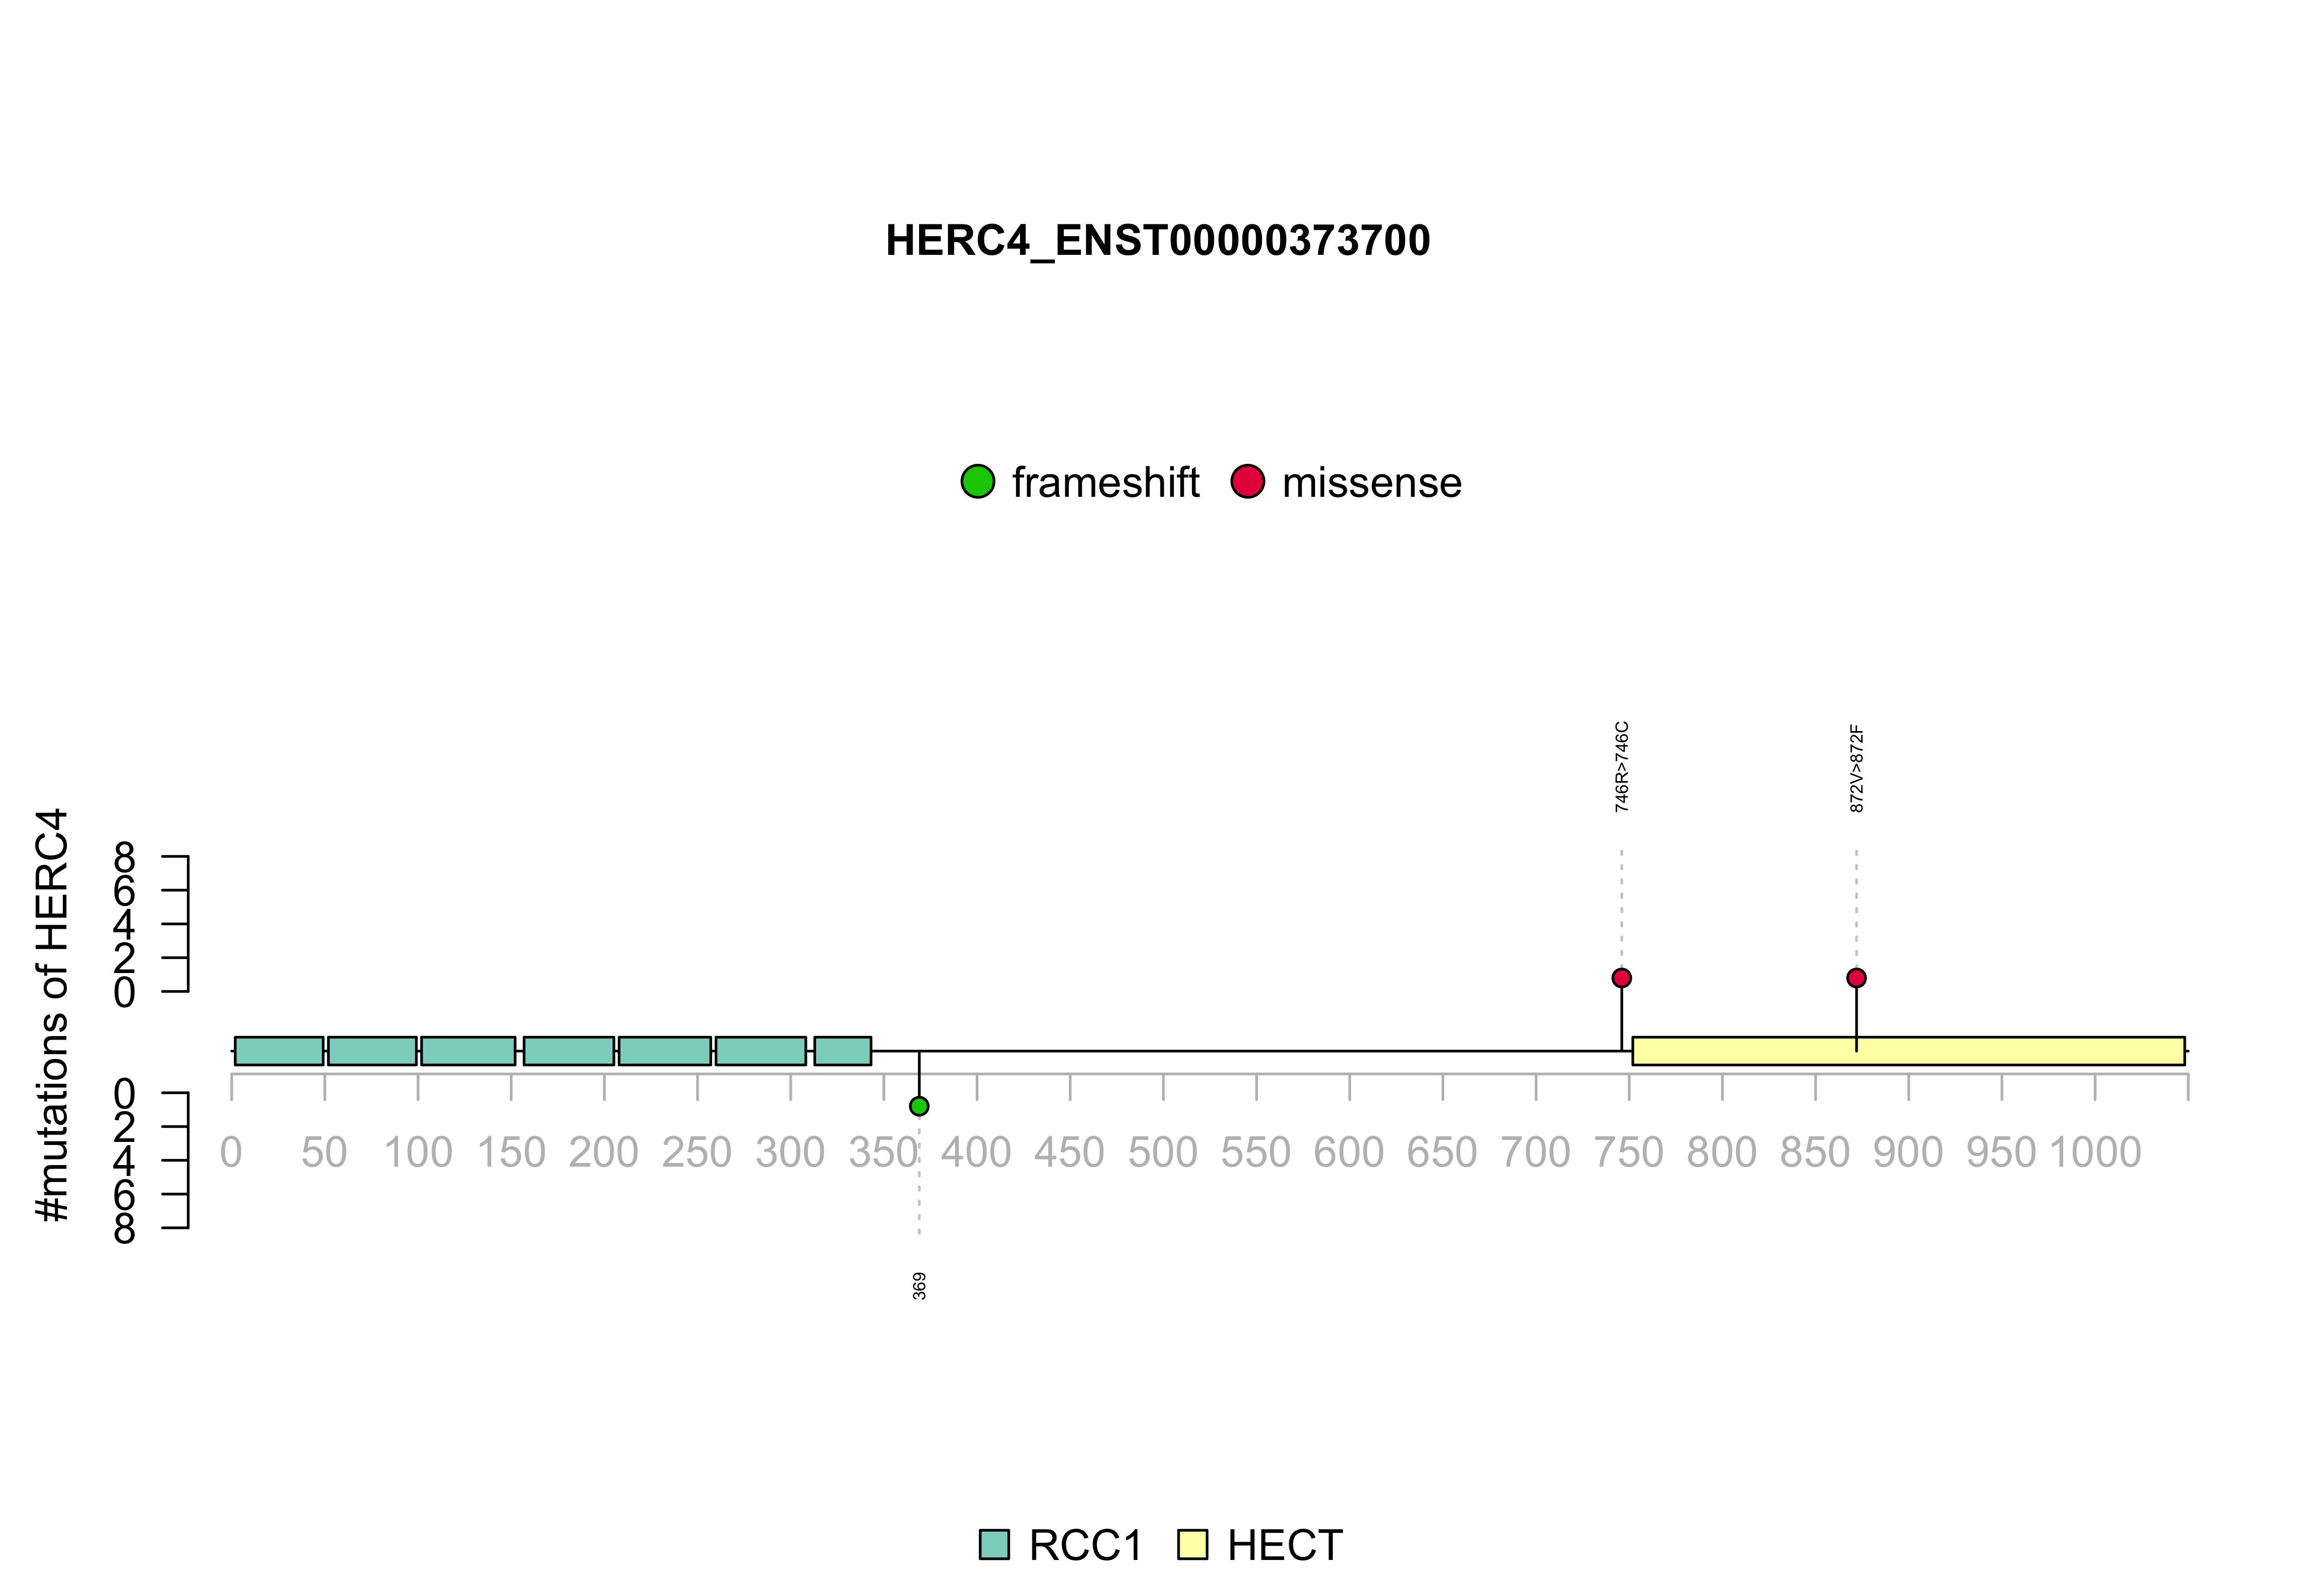 HERC4_ENST00000373700
frameshift missense
746R>746C
872V>872F
#mutations of HERC4
8
6
4
2
0
0
2
4
6
8
0 50 100 150 200 250 300 350 400 450 500 550 600 650 700 750 800 850 900 950 1000
369
RCC1 HECT